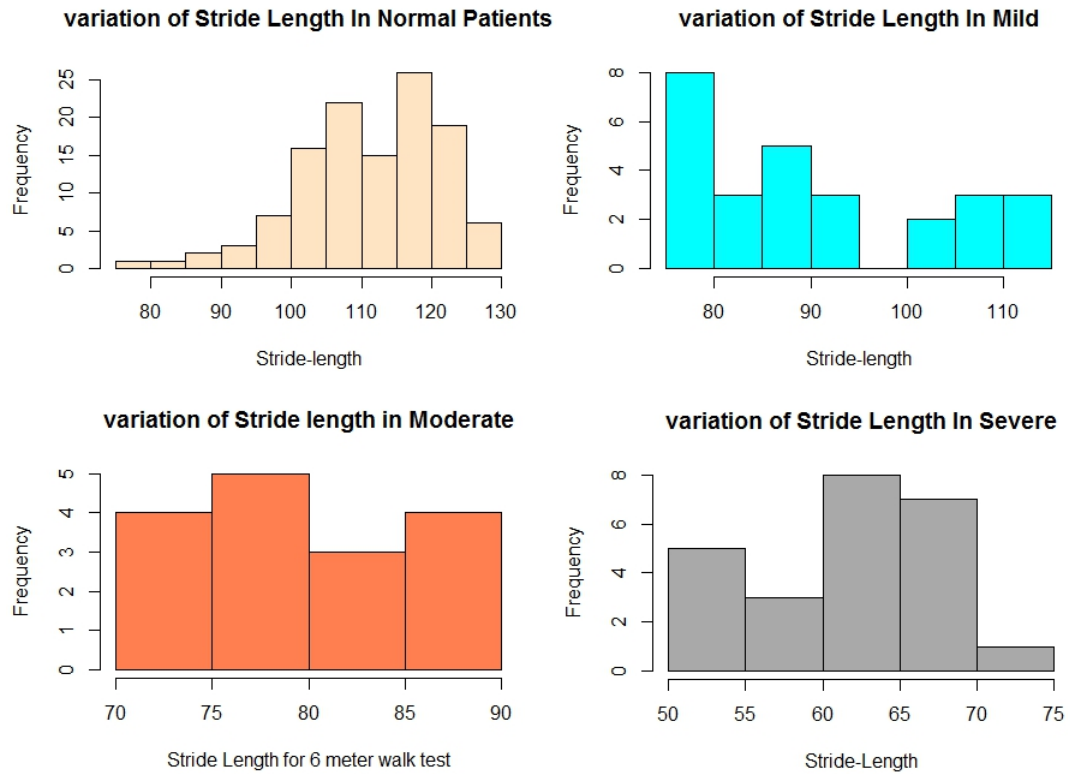 variation of Stride Length In Normal Patients
Frequency
0 5 10 15 20 25
80 90 100 110 120 130
Stride-length
variation of Stride Length In Mild
Frequency
0 2 4 6 8
80 90 100 110
Stride-length
variation of Stride length in Moderate
Frequency
0 1 2 3 4 5
70 75 80 85 90
Stride Length for 6 meter walk test
variation of Stride Length In Severe
Frequency
0 2 4 6 8
50 55 60 65 70 75
Stride-Length